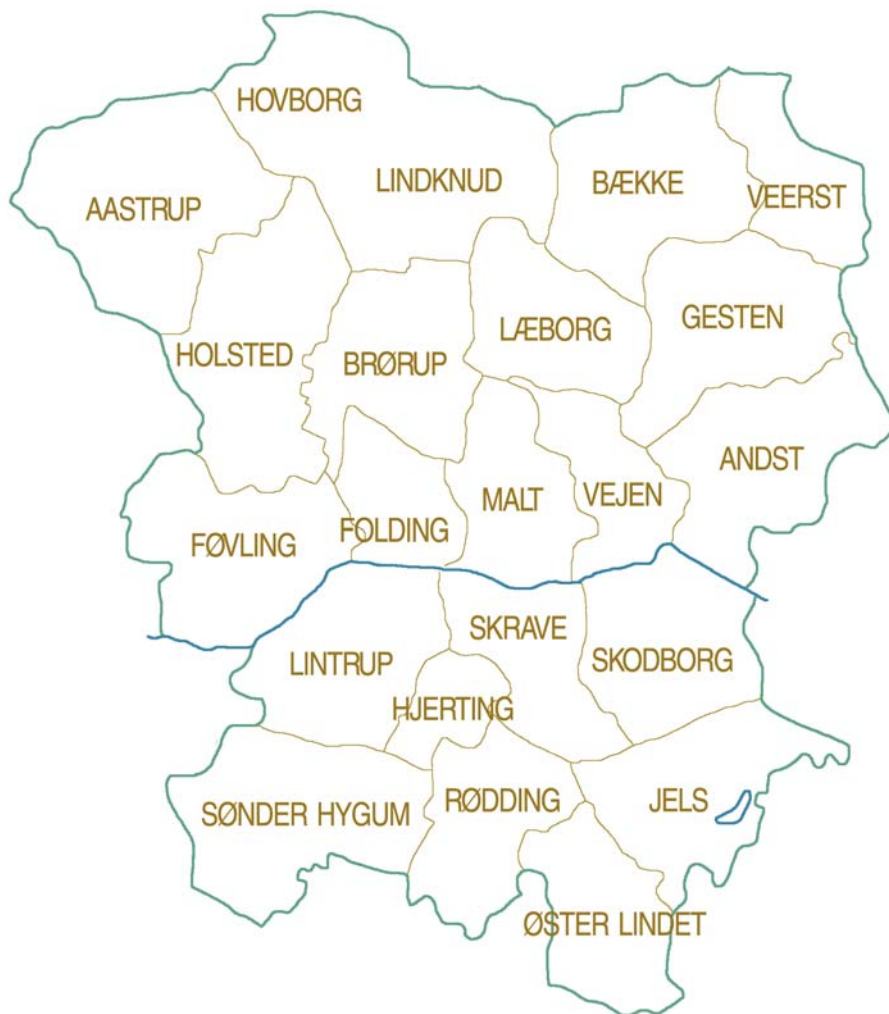 HOVBORG
LINDKNUD
BÆKKE
VEERST
AASTRUP
LÆBORG
GESTEN
HOLSTED
BRØRUP
ANDST
MALT
VEJEN
FØVLING
FOLDING
SKRAVE
LINTRUP
SKODBORG
HJERTING
SØNDER HYGUM
RØDDING
JELS
ØSTER LINDET